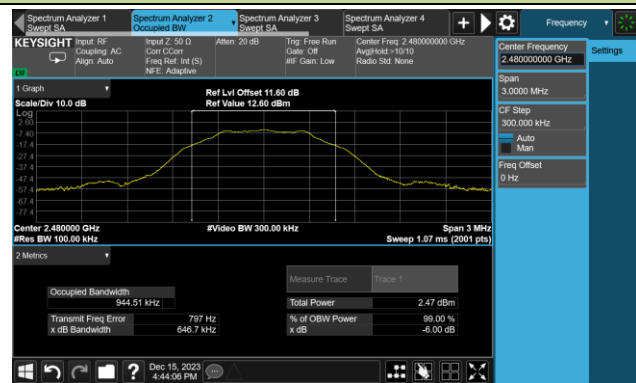 Spectrum Analyzer 1
Swept SA
Spectrum Analyzer 2
Occupied BW
Spectrum Analyzer 3
Swept SA
Spectrum Analyzer 4
Swept SA
Frequency
KEYSIGHT
Input: RF
Coupling: AC
Align: Auto
Input Z: 50 Ω
Corr CCorr
Freq Ref: Int (S)
NFE: Adaptive
Atten: 20 dB
Trig: Free Run
Gate: Off
#IF Gain: Low
Center Freq: 2.480000000 GHz
Avg|Hold:>10/10
Radio Std: None
Center Frequency
2.480000000 GHz
Settings
Span
3.0000 MHz
CF Step
300.000 kHz
Auto
Man
Freq Offset
0 Hz
1 Graph
Scale/Div 10.0 dB
Ref Lvl Offset 11.60 dB
Ref Value 12.60 dBm
Log
2.60
-7.40
-17.4
-27.4
-37.4
-47.4
-57.4
-67.4
-77.4
Center 2.480000 GHz
#Res BW 100.00 kHz
#Video BW 300.00 kHz
Span 3 MHz
Sweep 1.07 ms (2001 pts)
2 Metrics
Measure Trace
Trace 1
Occupied Bandwidth
944.51 kHz
Total Power
2.47 dBm
Transmit Freq Error
797 Hz
% of OBW Power
99.00 %
x dB Bandwidth
646.7 kHz
x dB
-6.00 dB
Dec 15, 2023
4:44:06 PM